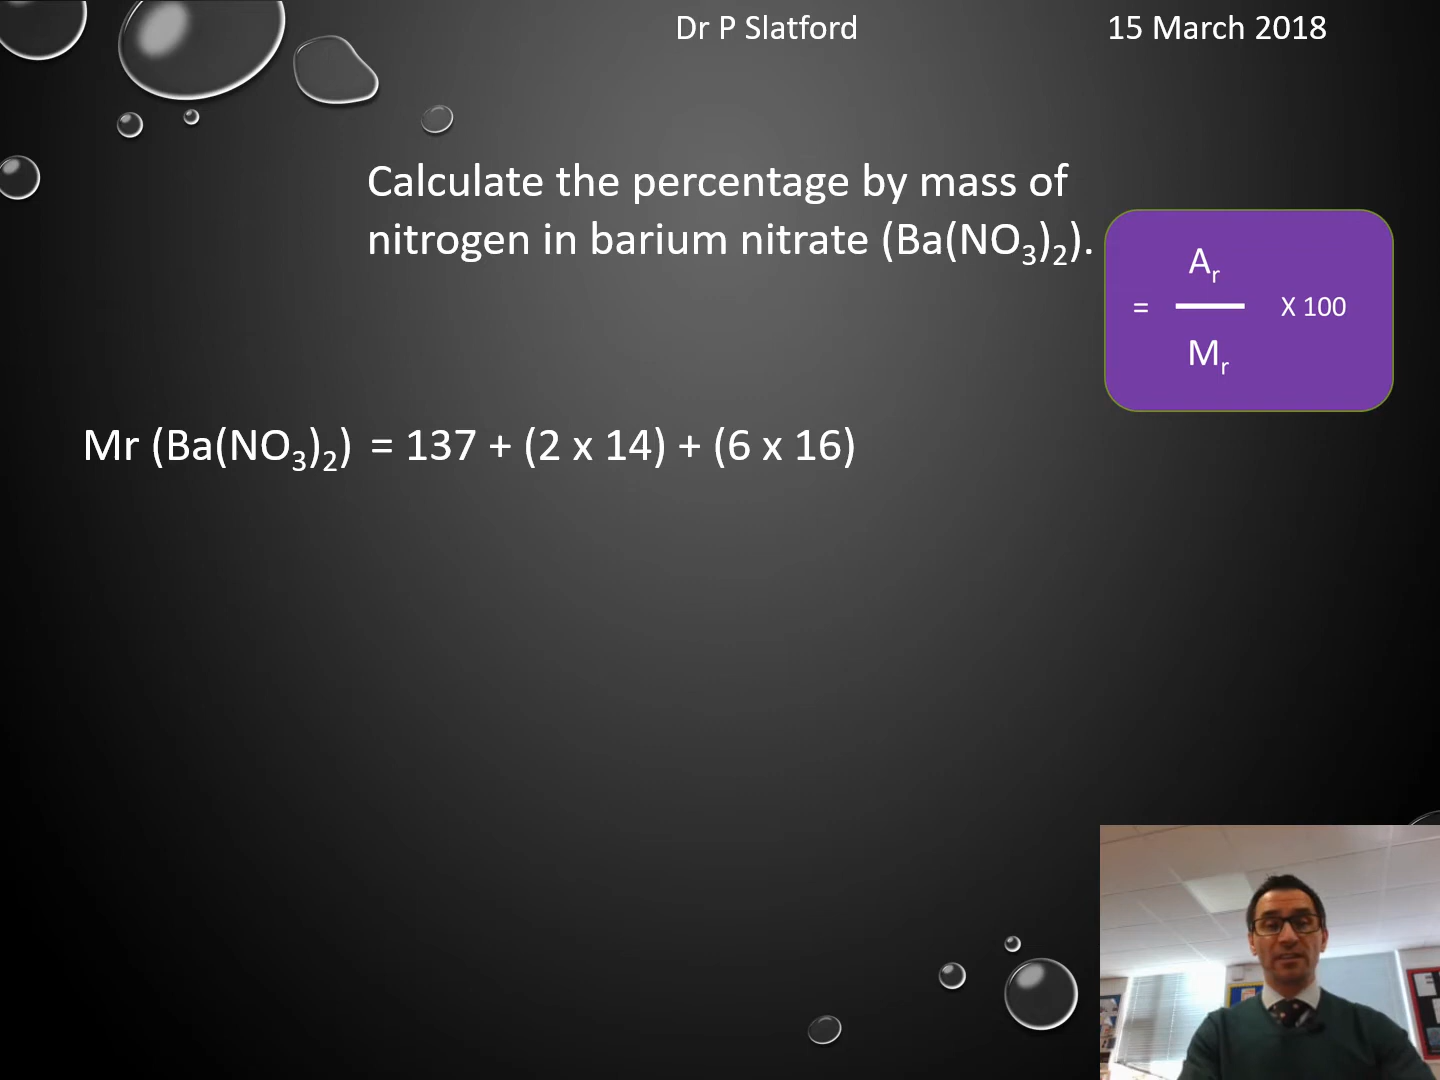 Dr P Slatford
15 March 2018
Calculate the percentage by mass of
nitrogen in barium nitrate (Ba(NO₃)₂).
Aᵣ
= X 100
Mᵣ
Mr (Ba(NO₃)₂) = 137 + (2 x 14) + (6 x 16)